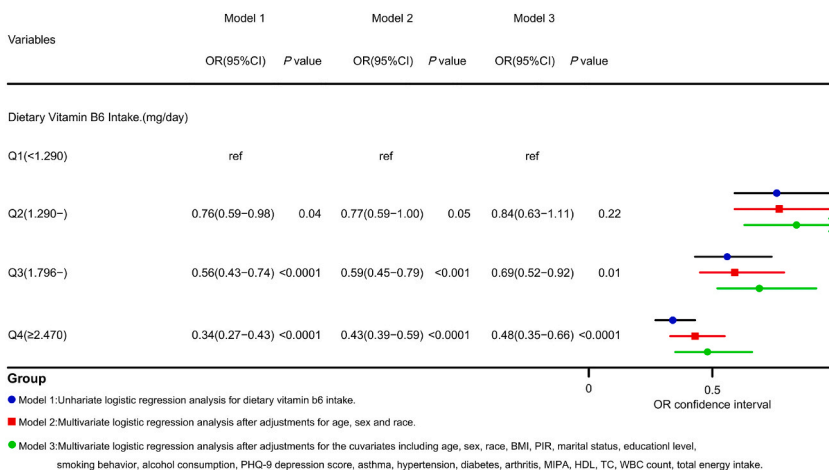 Model 1 Model 2 Model 3
Variables
OR(95%CI) P value OR(95%CI) P value OR(95%CI) P value
Dietary Vitamin B6 Intake.(mg/day)
Q1(<1.290) ref ref ref
Q2(1.290−) 0.76(0.59−0.98) 0.04 0.77(0.59−1.00) 0.05 0.84(0.63−1.11) 0.22
Q3(1.796−) 0.56(0.43−0.74) <0.0001 0.59(0.45−0.79) <0.001 0.69(0.52−0.92) 0.01
Q4(≥2.470) 0.34(0.27−0.43) <0.0001 0.43(0.39−0.59) <0.0001 0.48(0.35−0.66) <0.0001
0 0.5
OR confidence interval
Group
Model 1:Unhariate logistic regression analysis for dietary vitamin b6 intake.
Model 2:Multivariate logistic regression analysis after adjustments for age, sex and race.
Model 3:Multivariate logistic regression analysis after adjustments for the cuvariates including age, sex, race, BMI, PIR, marital status, educationl level,
smoking behavior, alcohol consumption, PHQ-9 depression score, asthma, hypertension, diabetes, arthritis, MIPA, HDL, TC, WBC count, total energy intake.